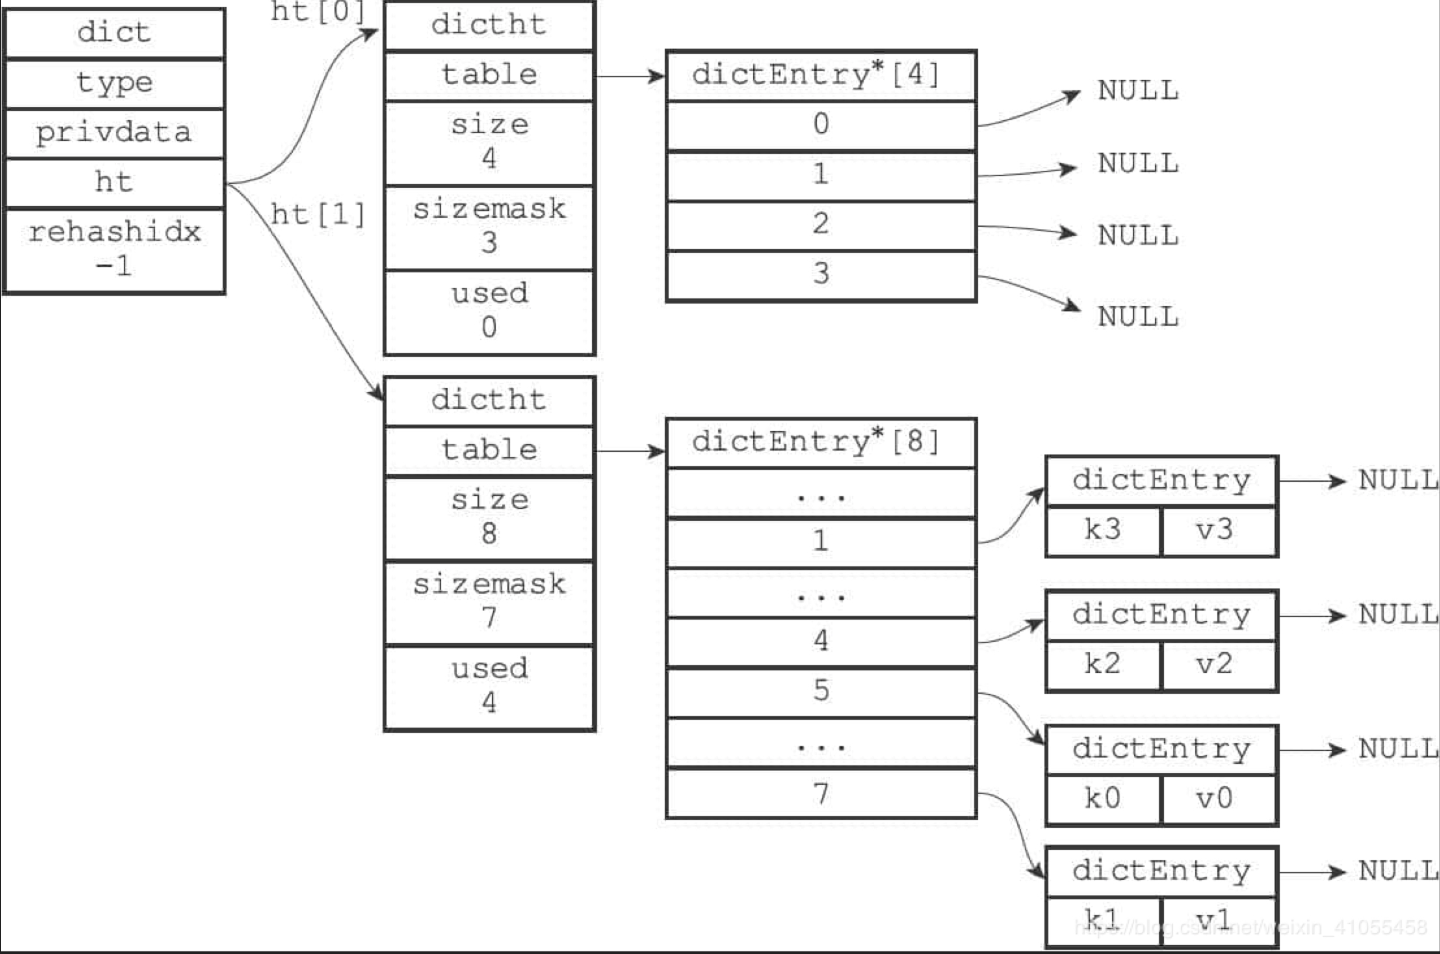 dict
type
privdata
ht
rehashidx
-1
ht[0]
ht[1]
dictht
table
size
4
sizemask
3
used
0
dictEntry*[4]
0
1
2
3
NULL
NULL
NULL
NULL
dictht
table
size
8
sizemask
7
used
4
dictEntry*[8]
...
1
...
4
5
...
7
dictEntry
k3 v3
NULL
dictEntry
k2 v2
NULL
dictEntry
k0 v0
NULL
dictEntry
k1 v1
NULL
https://blog.csdn.net/weixin_41055458